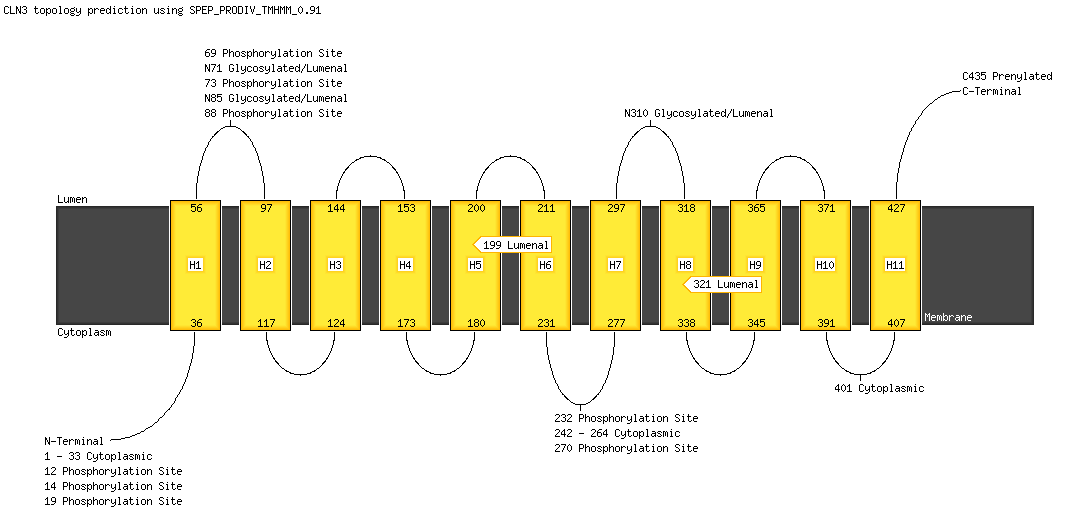 CLN3 topology prediction using SPEP_PRODIV_TMHMM_0.91
69 Phosphorylation Site
N71 Glycosylated/Lumenal
73 Phosphorylation Site
N85 Glycosylated/Lumenal
88 Phosphorylation Site
N310 Glycosylated/Lumenal
C435 Prenylated
C-Terminal
Lumen
56 97 144 153 200 211 297 318 365 371 427
199 Lumenal
H1 H2 H3 H4 H5 H6 H7 H8 H9 H10 H11
321 Lumenal
36 117 124 173 180 231 277 338 345 391 407
Membrane
Cytoplasm
401 Cytoplasmic
232 Phosphorylation Site
242 - 264 Cytoplasmic
270 Phosphorylation Site
N-Terminal
1 - 33 Cytoplasmic
12 Phosphorylation Site
14 Phosphorylation Site
19 Phosphorylation Site